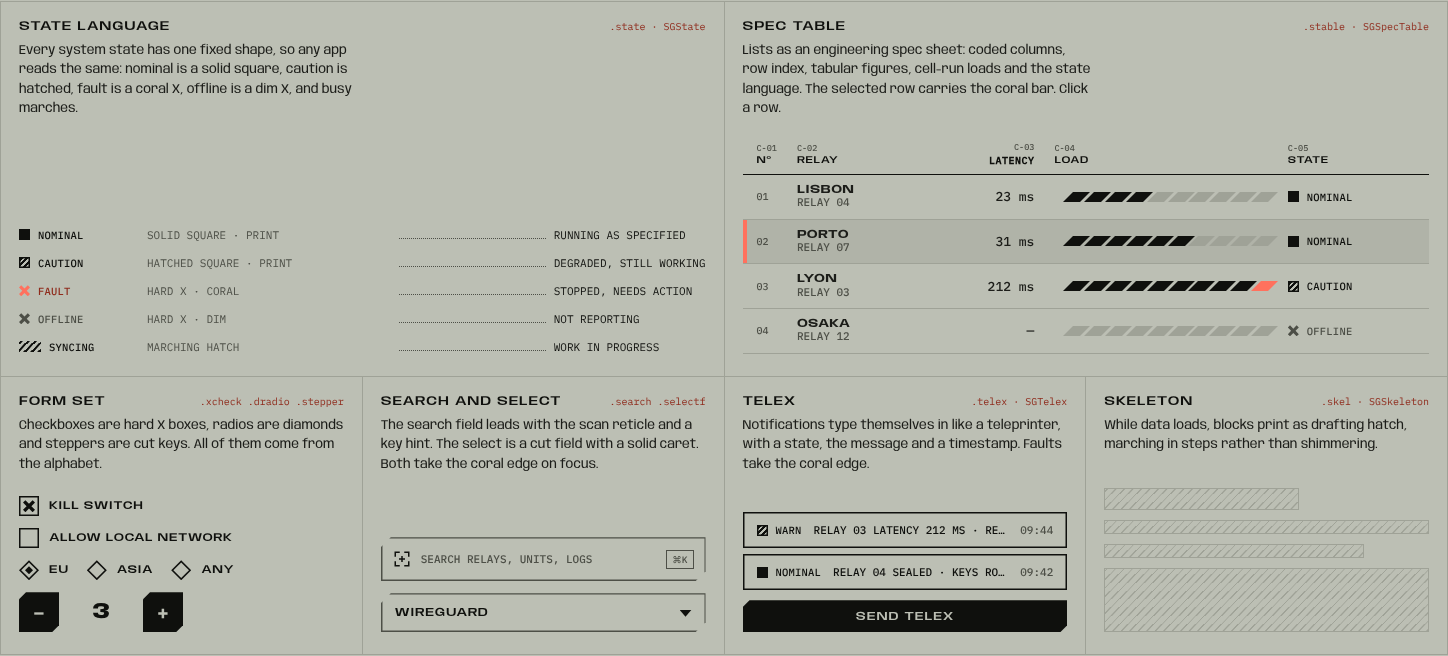 STATE LANGUAGE
.state · SGState
Every system state has one fixed shape, so any app
reads the same: nominal is a solid square, caution is
hatched, fault is a coral X, offline is a dim X, and busy
marches.
NOMINAL SOLID SQUARE · PRINT RUNNING AS SPECIFIED
CAUTION HATCHED SQUARE · PRINT DEGRADED, STILL WORKING
FAULT HARD X · CORAL STOPPED, NEEDS ACTION
OFFLINE HARD X · DIM NOT REPORTING
SYNCING MARCHING HATCH WORK IN PROGRESS
SPEC TABLE
.stable · SGSpecTable
Lists as an engineering spec sheet: coded columns,
row index, tabular figures, cell-run loads and the state
language. The selected row carries the coral bar. Click
a row.
C-01 C-02 C-03 C-04 C-05
N° RELAY LATENCY LOAD STATE
01 LISBON 23 ms NOMINAL
RELAY 04
02 PORTO 31 ms NOMINAL
RELAY 07
03 LYON 212 ms CAUTION
RELAY 03
04 OSAKA — OFFLINE
RELAY 12
FORM SET
.xcheck .dradio .stepper
Checkboxes are hard X boxes, radios are diamonds
and steppers are cut keys. All of them come from
the alphabet.
KILL SWITCH
ALLOW LOCAL NETWORK
EU ASIA ANY
− 3 +
SEARCH AND SELECT
.search .selectf
The search field leads with the scan reticle and a
key hint. The select is a cut field with a solid caret.
Both take the coral edge on focus.
SEARCH RELAYS, UNITS, LOGS ⌘K
WIREGUARD
TELEX
.telex · SGTelex
Notifications type themselves in like a teleprinter,
with a state, the message and a timestamp. Faults
take the coral edge.
WARN RELAY 03 LATENCY 212 MS · RE… 09:44
NOMINAL RELAY 04 SEALED · KEYS RO… 09:42
SEND TELEX
SKELETON
.skel · SGSkeleton
While data loads, blocks print as drafting hatch,
marching in steps rather than shimmering.